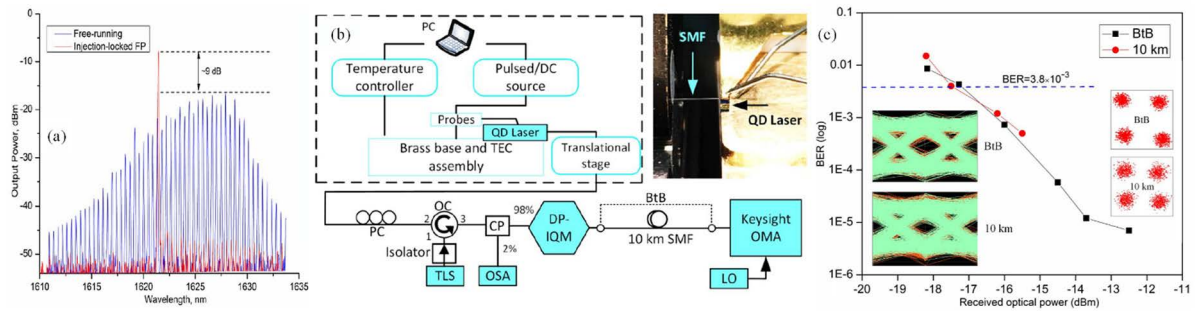 0
-10
-20
-30
-40
-50
Output Power, dBm
Free-running
Injection-locked FP
~9 dB
(a)
1610
1615
1620
1625
1630
1635
Wavelength, nm
(b)
PC
Temperature
controller
Pulsed/DC
source
Probes
QD Laser
Brass base and TEC
assembly
Translational
stage
SMF
QD Laser
PC
OC
2
3
1
Isolator
TLS
CP
98%
2%
OSA
DP-
IQM
BtB
10 km SMF
Keysight
OMA
LO
(c)
0.1
0.01
1E-3
1E-4
1E-5
1E-6
BER (log)
BtB
10 km
BER=3.8×10⁻³
BtB
10 km
BtB
10 km
-20
-19
-18
-17
-16
-15
-14
-13
-12
-11
Received optical power (dBm)